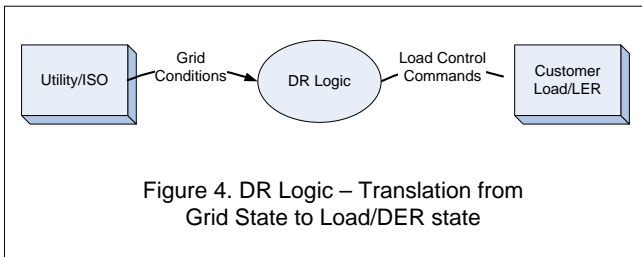 Utility/ISO
Grid
Conditions
DR Logic
Load Control
Commands
Customer
Load/LER
Figure 4. DR Logic – Translation from
Grid State to Load/DER state